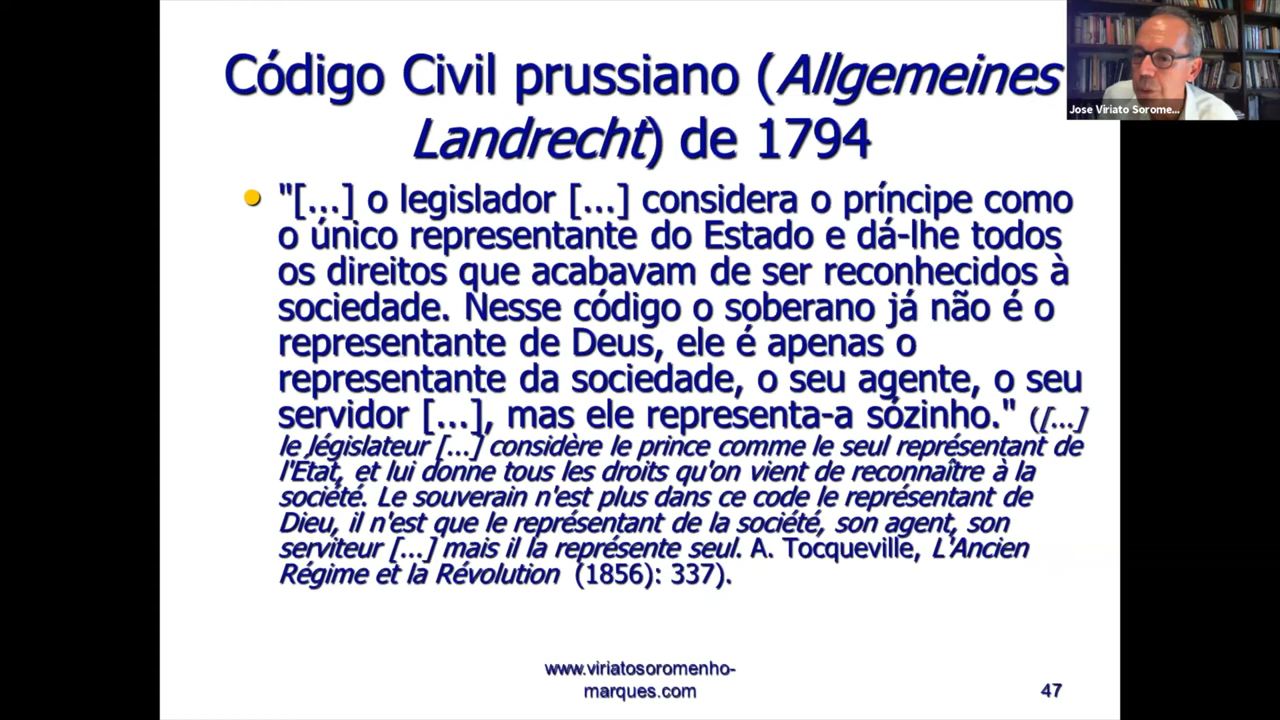 Código Civil prussiano (Allgemeines
Landrecht) de 1794
Jose Viriato Sorome...
• "[...] o legislador [...] considera o príncipe como
o único representante do Estado e dá-lhe todos
os direitos que acabavam de ser reconhecidos à
sociedade. Nesse código o soberano já não é o
representante de Deus, ele é apenas o
representante da sociedade, o seu agente, o seu
servidor [...], mas ele representa-a sózinho." ([...]
le législateur [...] considère le prince comme le seul représentant de
l'État, et lui donne tous les droits qu'on vient de reconnaître à la
société. Le souverain n'est plus dans ce code le représentant de
Dieu, il n'est que le représentant de la société, son agent, son
serviteur [...] mais il la représente seul. A. Tocqueville, L'Ancien
Régime et la Révolution (1856): 337).
www.viriatosoromenho-
marques.com
47